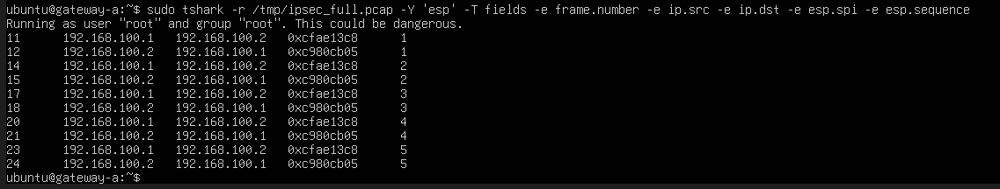 ubuntu@gateway-a:~$ sudo tshark -r /tmp/ipsec_full.pcap -Y 'esp' -T fields -e frame.number -e ip.src -e ip.dst -e esp.spi -e esp.sequence
Running as user "root" and group "root". This could be dangerous.
11 192.168.100.1 192.168.100.2 0xcfae13c8 1
12 192.168.100.2 192.168.100.1 0xc980cb05 1
14 192.168.100.1 192.168.100.2 0xcfae13c8 2
15 192.168.100.2 192.168.100.1 0xc980cb05 2
17 192.168.100.1 192.168.100.2 0xcfae13c8 3
18 192.168.100.2 192.168.100.1 0xc980cb05 3
20 192.168.100.1 192.168.100.2 0xcfae13c8 4
21 192.168.100.2 192.168.100.1 0xc980cb05 4
23 192.168.100.1 192.168.100.2 0xcfae13c8 5
24 192.168.100.2 192.168.100.1 0xc980cb05 5
ubuntu@gateway-a:~$